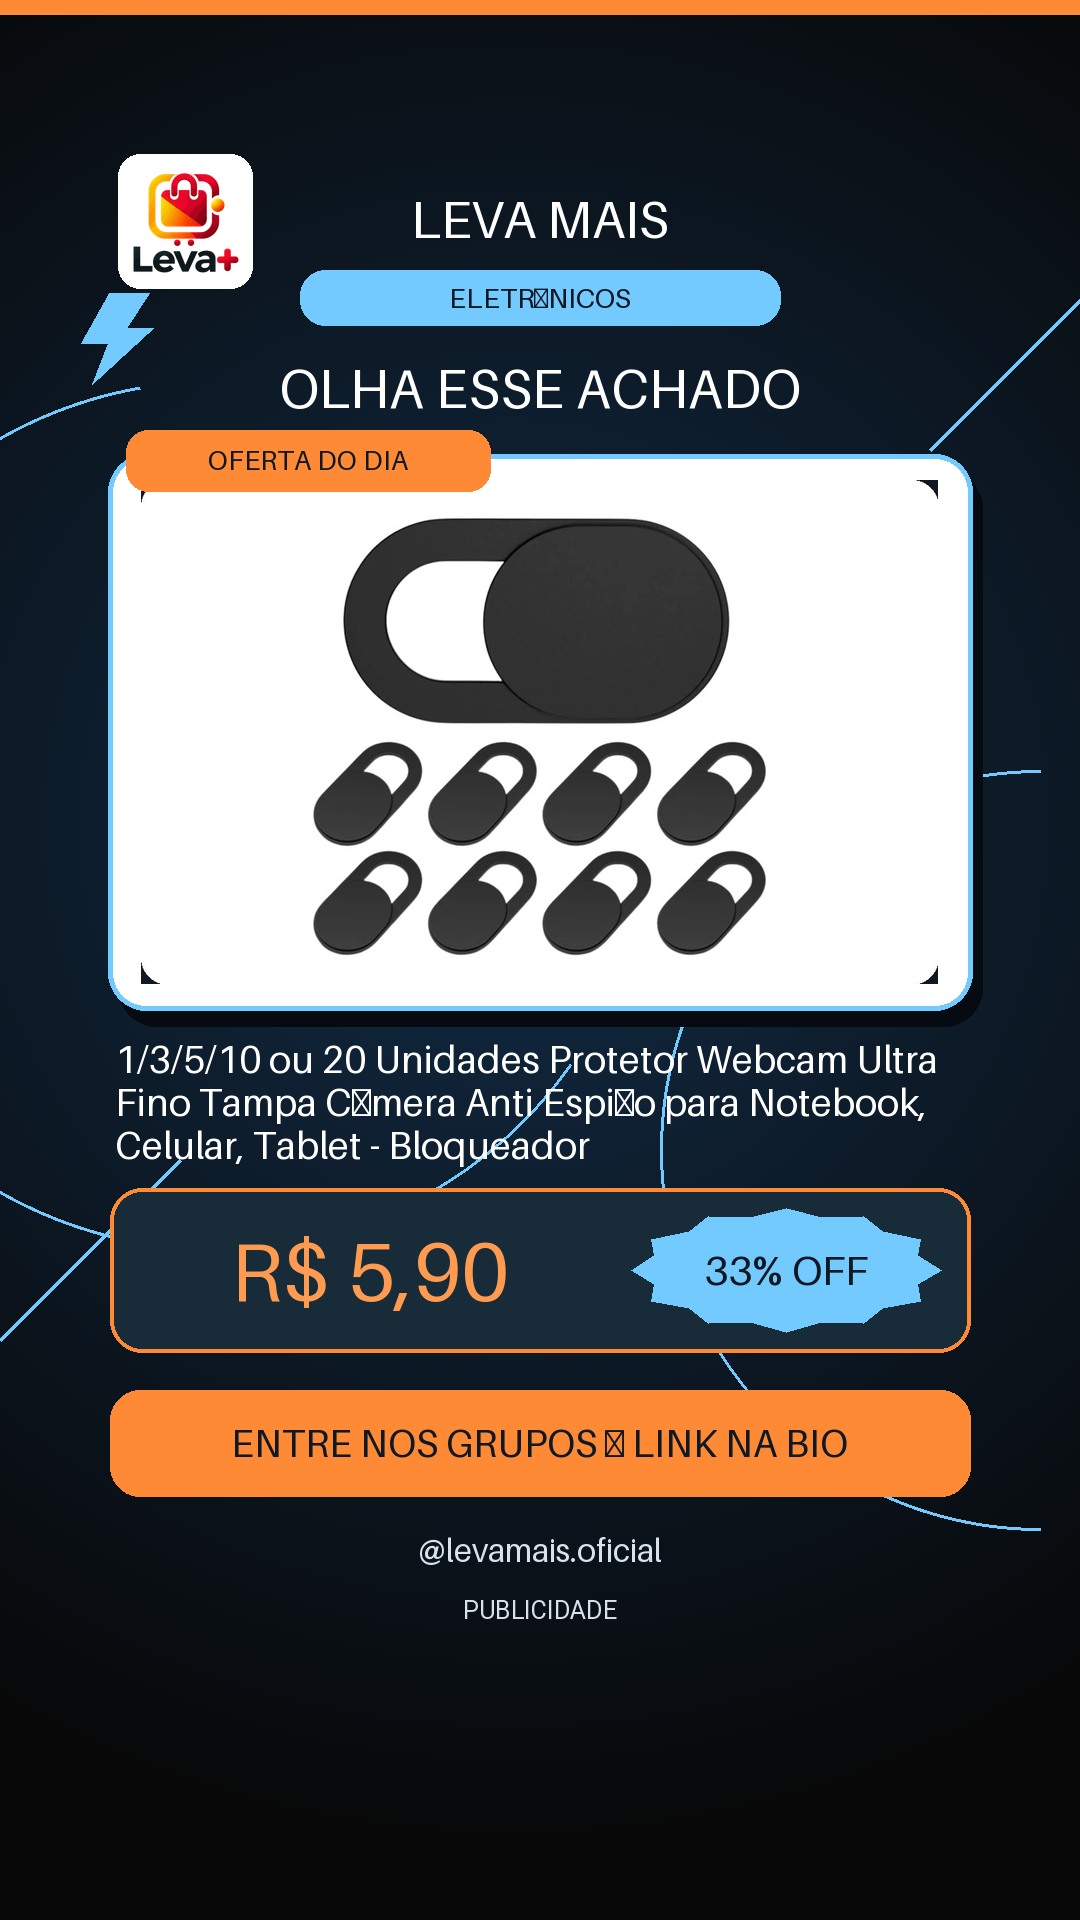 Leva+
LEVA MAIS
ELETR☒NICOS
OLHA ESSE ACHADO
OFERTA DO DIA
1/3/5/10 ou 20 Unidades Protetor Webcam Ultra
Fino Tampa C☒mera Anti Espi☒o para Notebook,
Celular, Tablet - Bloqueador
R$ 5,90
33% OFF
ENTRE NOS GRUPOS ☒ LINK NA BIO
@levamais.oficial
PUBLICIDADE